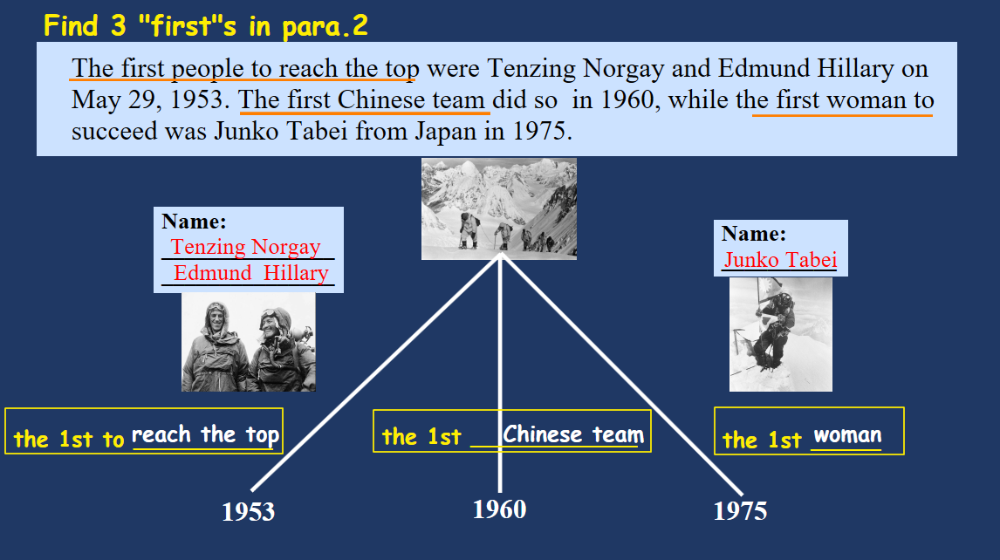 Find 3 "first"s in para.2
The first people to reach the top were Tenzing Norgay and Edmund Hillary on
May 29, 1953. The first Chinese team did so in 1960, while the first woman to
succeed was Junko Tabei from Japan in 1975.
Name:
Tenzing Norgay
Edmund Hillary
Name:
Junko Tabei
the 1st to reach the top
the 1st Chinese team
the 1st woman
1953
1960
1975